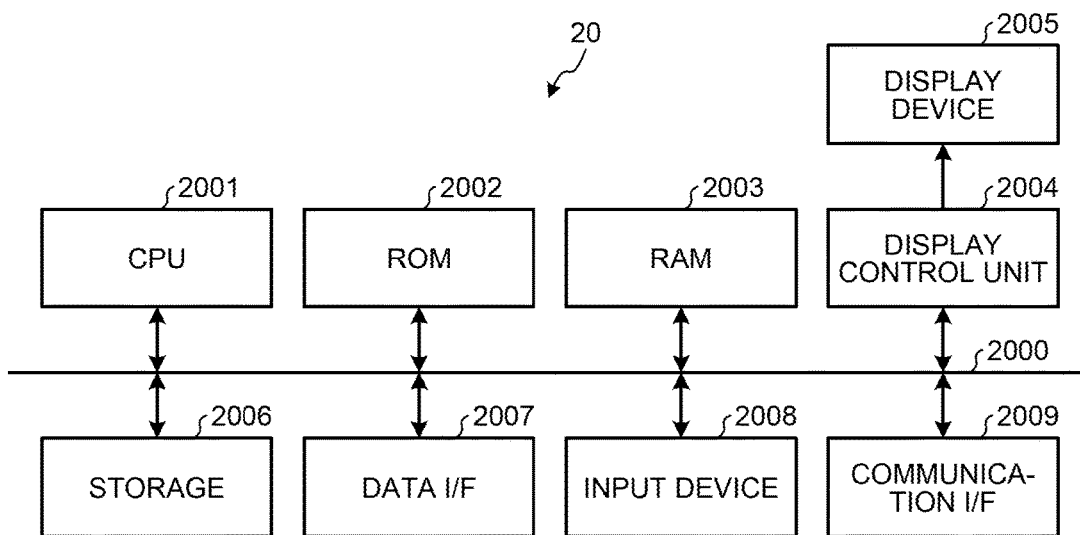 20
2005
DISPLAY
DEVICE
2001
2002
2003
2004
CPU
ROM
RAM
DISPLAY
CONTROL UNIT
2000
2006
2007
2008
2009
STORAGE
DATA I/F
INPUT DEVICE
COMMUNICA-
TION I/F